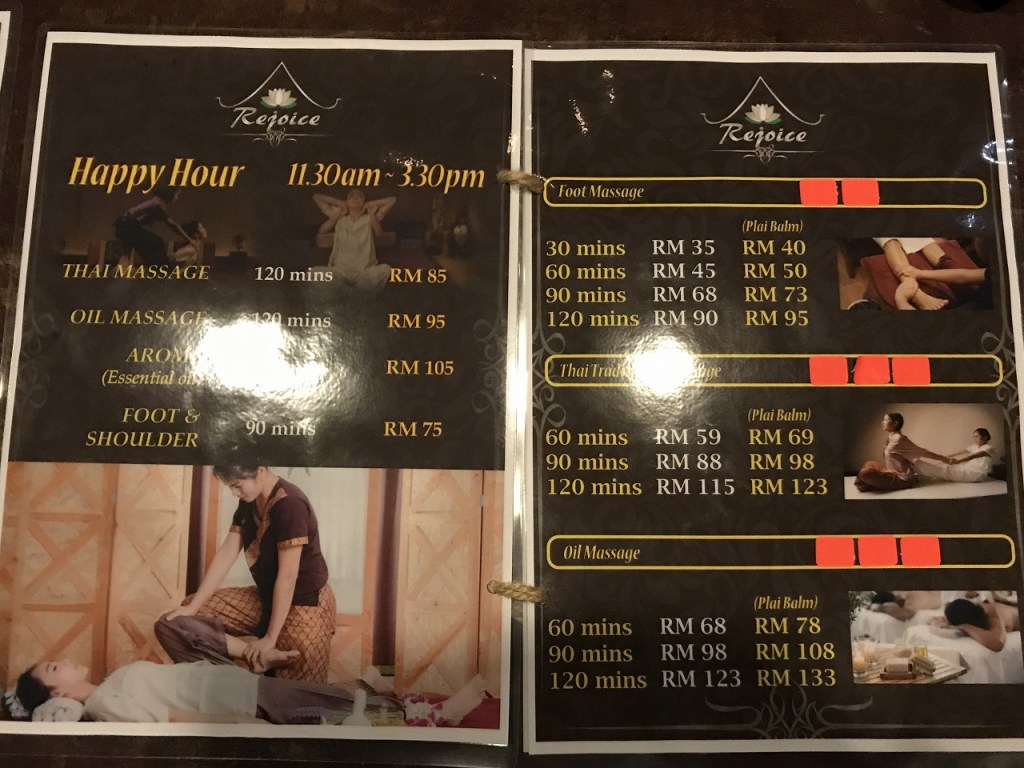 Rejoice
Happy Hour 11.30am ~ 3.30pm
THAI MASSAGE 120 mins RM 85
OIL MASSAGE 120 mins RM 95
RM 105
(Essential
FOOT & 90 mins RM 75
SHOULDER
Rejoice
Foot Massage
(Plai Balm)
30 mins RM 35 RM 40
60 mins RM 45 RM 50
90 mins RM 68 RM 73
120 mins RM 90 RM 95
Thai
(Plai Balm)
60 mins RM 59 RM 69
90 mins RM 88 RM 98
120 mins RM 115 RM 123
Oil Massage
(Plai Balm)
60 mins RM 68 RM 78
90 mins RM 98 RM 108
120 mins RM 123 RM 133